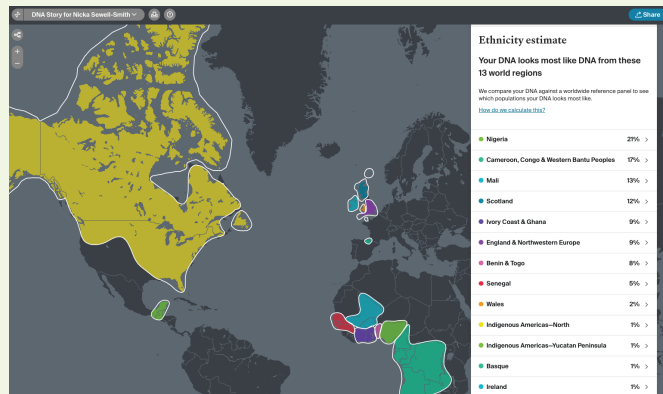 DNA Story for Nicka Sewell-Smith
Share
+
−
Ethnicity estimate
Your DNA looks most like DNA from these
13 world regions
We compare your DNA against a worldwide reference panel to see
which populations your DNA looks most like.
How do we calculate this?
Nigeria 21%
Cameroon, Congo & Western Bantu Peoples 17%
Mali 13%
Scotland 12%
Ivory Coast & Ghana 9%
England & Northwestern Europe 9%
Benin & Togo 8%
Senegal 5%
Wales 2%
Indigenous Americas—North 1%
Indigenous Americas—Yucatan Peninsula 1%
Basque 1%
Ireland 1%